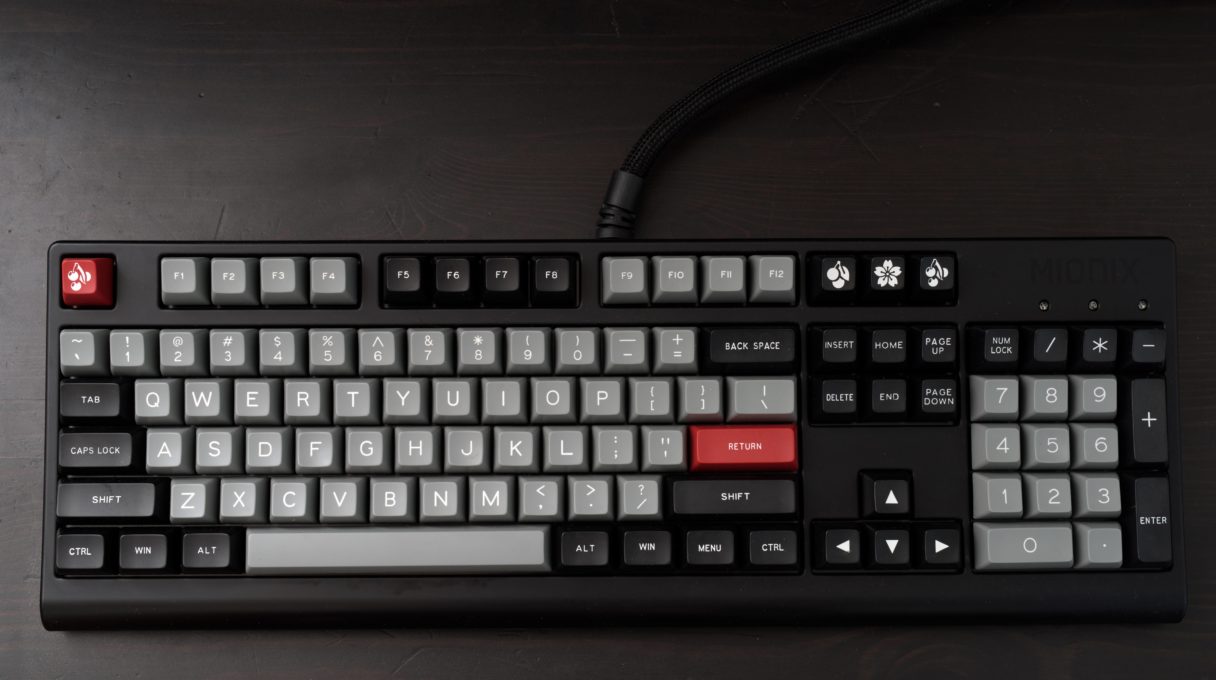 F1 F2 F3 F4 F5 F6 F7 F8 F9 F10 F11 F12
MIONIX
~ ! @ # $ % ^ & * ( ) — +
` 1 2 3 4 5 6 7 8 9 0 – = BACK SPACE INSERT HOME PAGE UP NUM LOCK / * –
TAB Q W E R T Y U I O P { [ } ] | \ DELETE END PAGE DOWN 7 8 9 +
CAPS LOCK A S D F G H J K L : ; " ' RETURN 4 5 6
SHIFT Z X C V B N M < , > . ? / SHIFT ▲ 1 2 3 ENTER
CTRL WIN ALT ALT WIN MENU CTRL ◀ ▼ ▶ 0 .